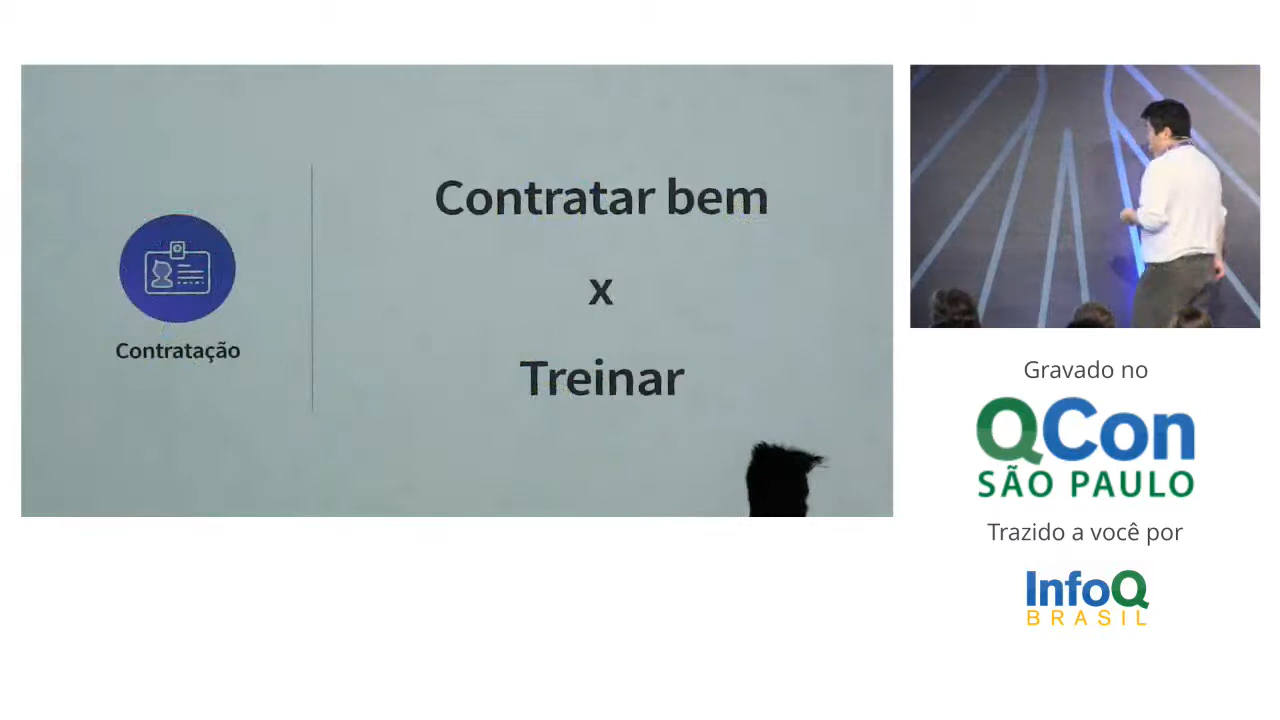 Contratação
Contratar bem
x
Treinar
Gravado no
QCon
SÃO PAULO
Trazido a você por
InfoQ
BRASIL